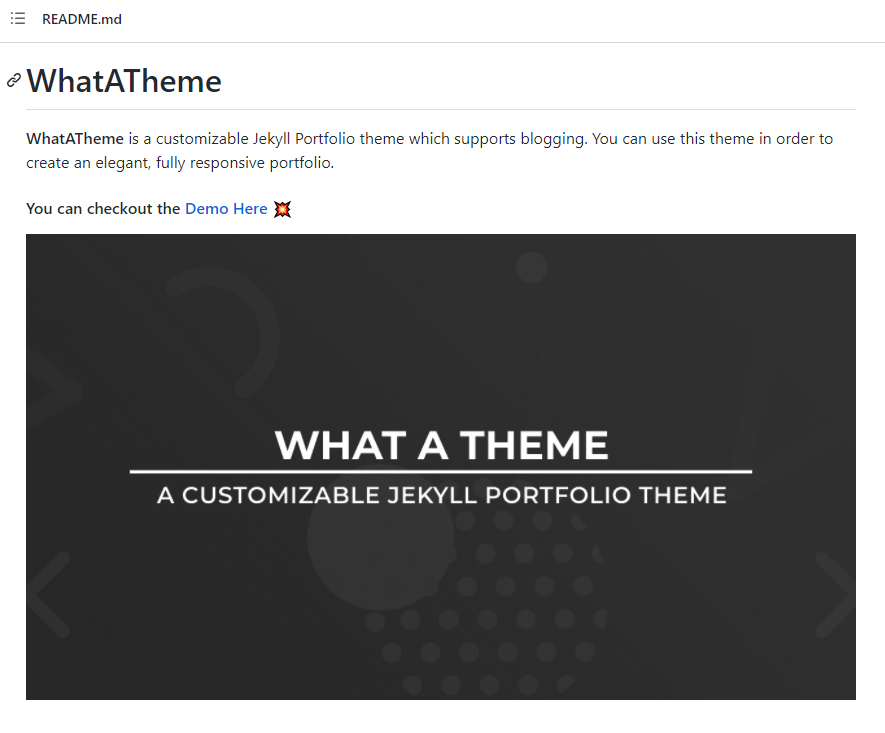 README.md
WhatATheme
WhatATheme is a customizable Jekyll Portfolio theme which supports blogging. You can use this theme in order to
create an elegant, fully responsive portfolio.
You can checkout the Demo Here 💥
WHAT A THEME
A CUSTOMIZABLE JEKYLL PORTFOLIO THEME